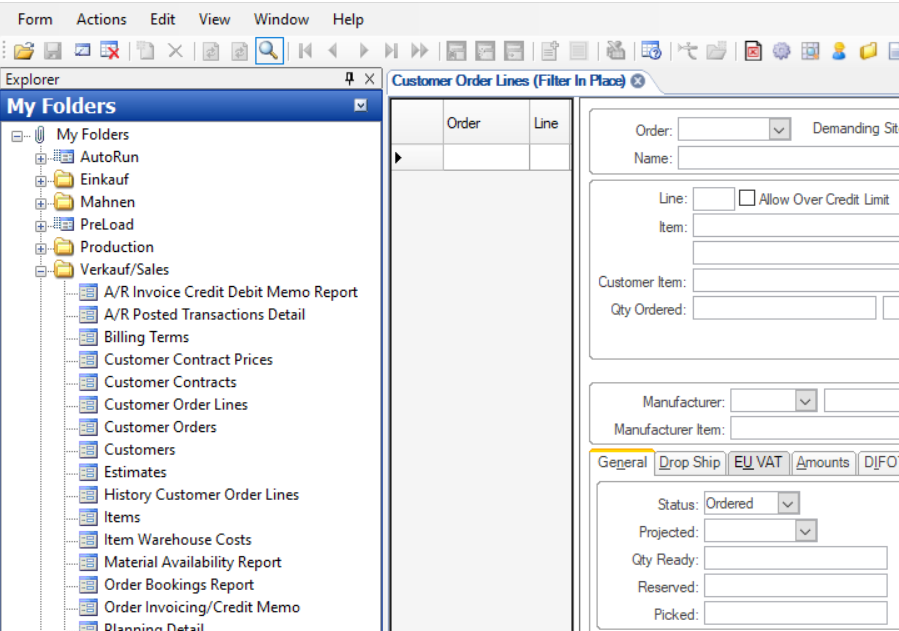 Form Actions Edit View Window Help
Explorer
Customer Order Lines (Filter In Place)
My Folders
My Folders
AutoRun
Einkauf
Mahnen
PreLoad
Production
Verkauf/Sales
A/R Invoice Credit Debit Memo Report
A/R Posted Transactions Detail
Billing Terms
Customer Contract Prices
Customer Contracts
Customer Order Lines
Customer Orders
Customers
Estimates
History Customer Order Lines
Items
Item Warehouse Costs
Material Availability Report
Order Bookings Report
Order Invoicing/Credit Memo
Planning Detail
Order Line
Order: Demanding Sit
Name:
Line: Allow Over Credit Limit
Item:
Customer Item:
Qty Ordered:
Manufacturer:
Manufacturer Item:
General Drop Ship EU VAT Amounts DIFOT
Status: Ordered
Projected:
Qty Ready:
Reserved:
Picked: